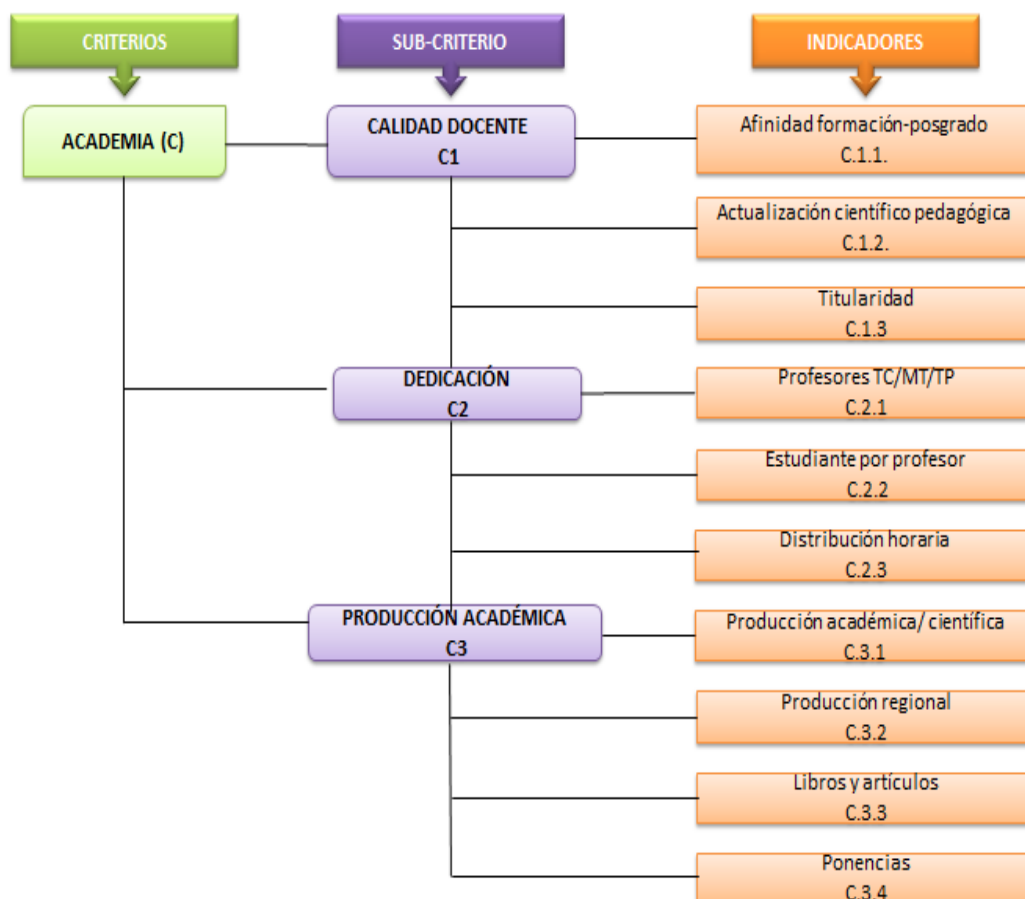 CRITERIOS
SUB-CRITERIO
INDICADORES
ACADEMIA (C)
CALIDAD DOCENTE
C1
Afinidad formación-posgrado
C.1.1.
Actualización científico pedagógica
C.1.2.
Titularidad
C.1.3
DEDICACIÓN
C2
Profesores TC/MT/TP
C.2.1
Estudiante por profesor
C.2.2
Distribución horaria
C.2.3
PRODUCCIÓN ACADÉMICA
C3
Producción académica/ científica
C.3.1
Producción regional
C.3.2
Libros y artículos
C.3.3
Ponencias
C.3.4